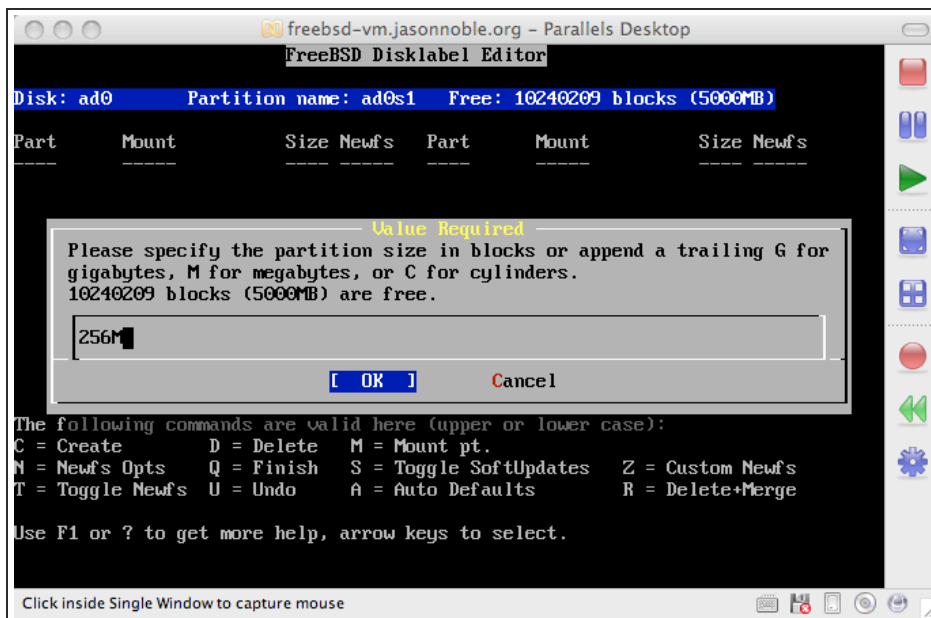 freebsd-vm.jasonnoble.org - Parallels Desktop
FreeBSD Disklabel Editor
Disk: ad0 Partition name: ad0s1 Free: 10240209 blocks (5000MB)
Part Mount Size Newfs Part Mount Size Newfs
---- ----- ---- ----- ---- ----- ---- -----
Value Required
Please specify the partition size in blocks or append a trailing G for
gigabytes, M for megabytes, or C for cylinders.
10240209 blocks (5000MB) are free.
256M
[ OK ] Cancel
The following commands are valid here (upper or lower case):
C = Create D = Delete M = Mount pt.
N = Newfs Opts Q = Finish S = Toggle SoftUpdates Z = Custom Newfs
T = Toggle Newfs U = Undo A = Auto Defaults R = Delete+Merge
Use F1 or ? to get more help, arrow keys to select.
Click inside Single Window to capture mouse